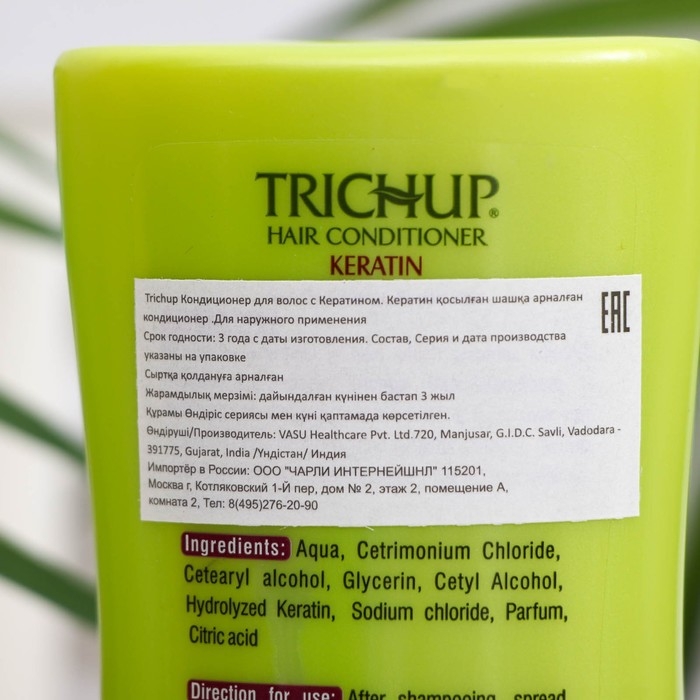 TRICHUP®
HAIR CONDITIONER
KERATIN
Trichup Кондиционер для волос с Кератином. Кератин қосылған шашқа арналған
кондиционер .Для наружного применения
Срок годности: 3 года с даты изготовления. Состав, Серия и дата производства
указаны на упаковке
Сыртқа қолдануға арналған
Жарамдылық мерзімі: дайындалған күнінен бастап 3 жыл
Құрамы Өндіріс сериясы мен күні қаптамада көрсетілген.
Өндіруші/Производитель: VASU Healthcare Pvt. Ltd.720, Manjusar, G.I.D.C. Savli, Vadodara -
391775, Gujarat, India /Үндістан/ Индия
Импортёр в России: ООО "ЧАРЛИ ИНТЕРНЕЙШНЛ" 115201,
Москва г, Котляковский 1-Й пер, дом № 2, этаж 2, помещение А,
комната 2, Тел: 8(495)276-20-90
EAC
Ingredients: Aqua, Cetrimonium Chloride,
Cetearyl alcohol, Glycerin, Cetyl Alcohol,
Hydrolyzed Keratin, Sodium chloride, Parfum,
Citric acid
Direction for use: After shampooing, spread